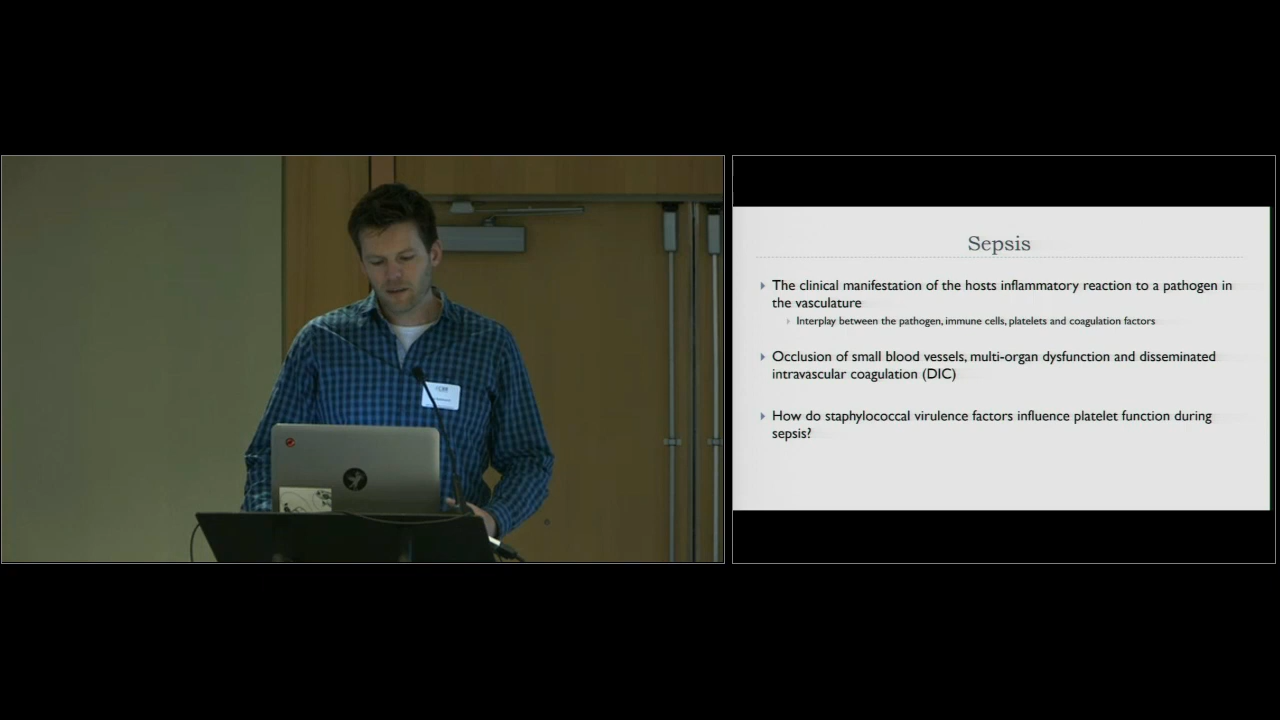 Sepsis
The clinical manifestation of the hosts inflammatory reaction to a pathogen in
the vasculature
Interplay between the pathogen, immune cells, platelets and coagulation factors
Occlusion of small blood vessels, multi-organ dysfunction and disseminated
intravascular coagulation (DIC)
How do staphylococcal virulence factors influence platelet function during
sepsis?